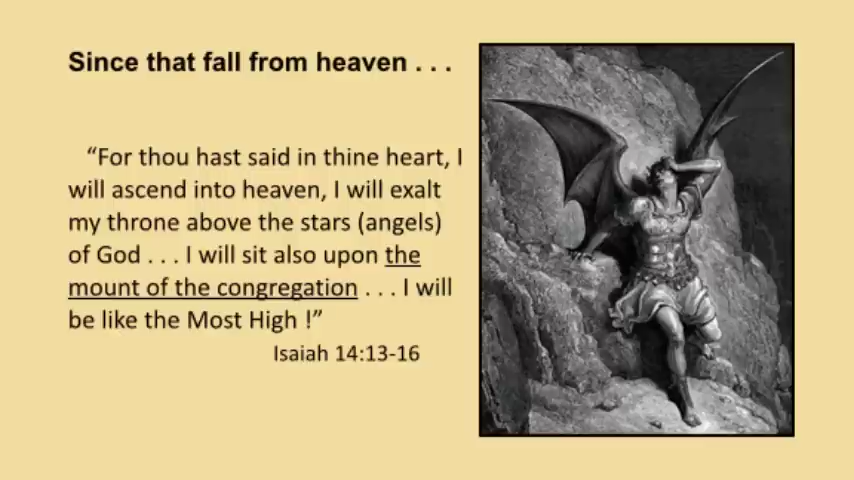 Since that fall from heaven . . .
“For thou hast said in thine heart, I
will ascend into heaven, I will exalt
my throne above the stars (angels)
of God . . . I will sit also upon the
mount of the congregation . . . I will
be like the Most High !”
Isaiah 14:13-16